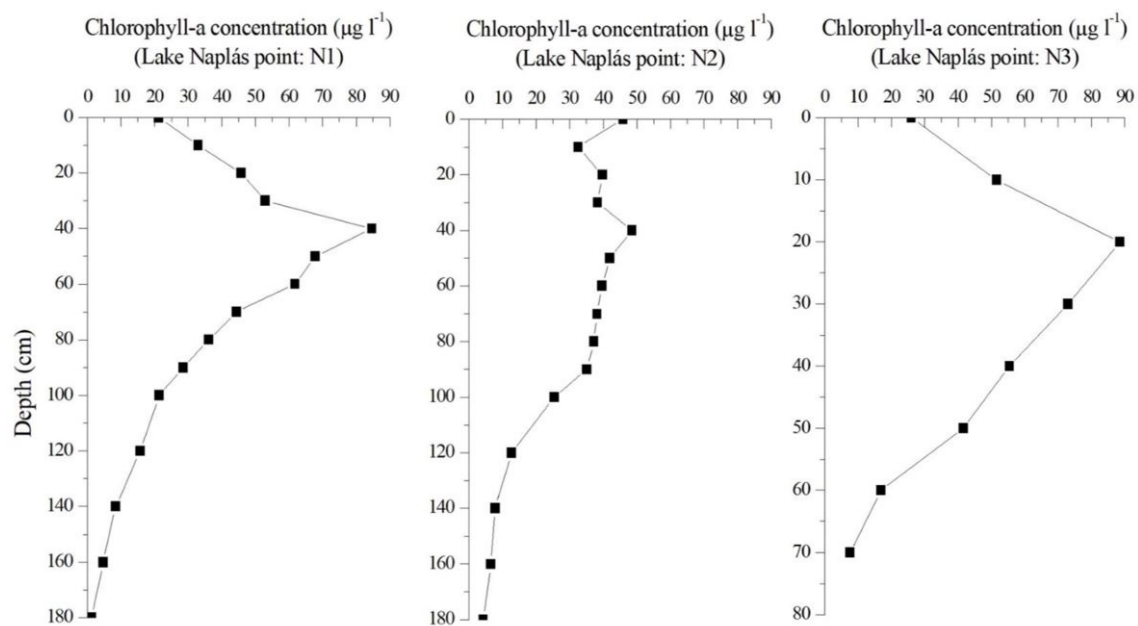 Chlorophyll-a concentration (µg l⁻¹)
(Lake Naplás point: N1)
0 10 20 30 40 50 60 70 80 90
0
20
40
60
80
100
120
140
160
180
Depth (cm)
Chlorophyll-a concentration (µg l⁻¹)
(Lake Naplás point: N2)
0 10 20 30 40 50 60 70 80 90
0
20
40
60
80
100
120
140
160
180
Chlorophyll-a concentration (µg l⁻¹)
(Lake Naplás point: N3)
0 10 20 30 40 50 60 70 80 90
0
10
20
30
40
50
60
70
80